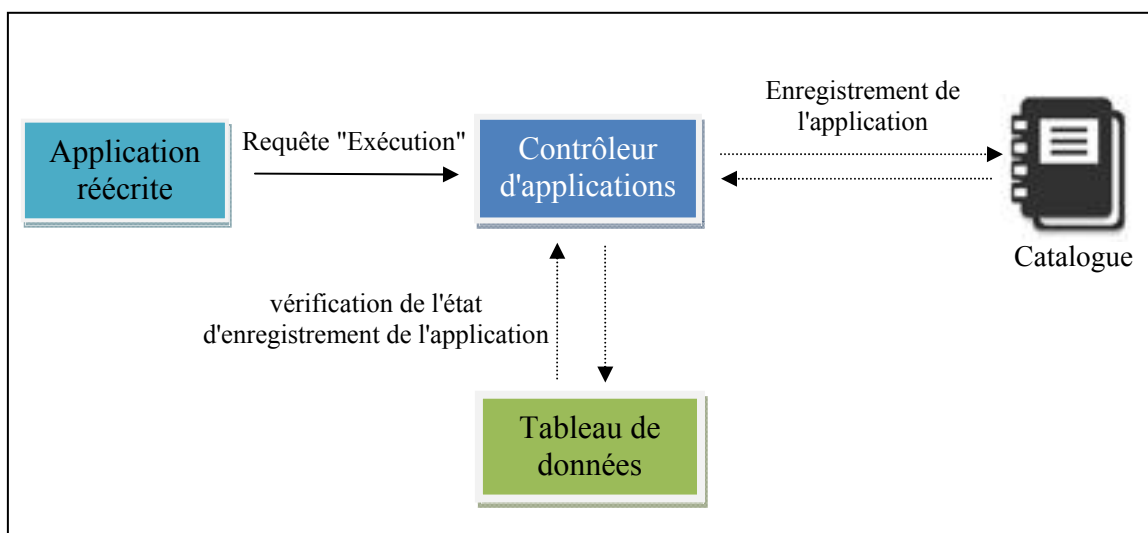 Application
réécrite
Requête "Exécution"
Contrôleur
d'applications
Enregistrement de
l'application
Catalogue
vérification de l'état
d'enregistrement de l'application
Tableau de
données